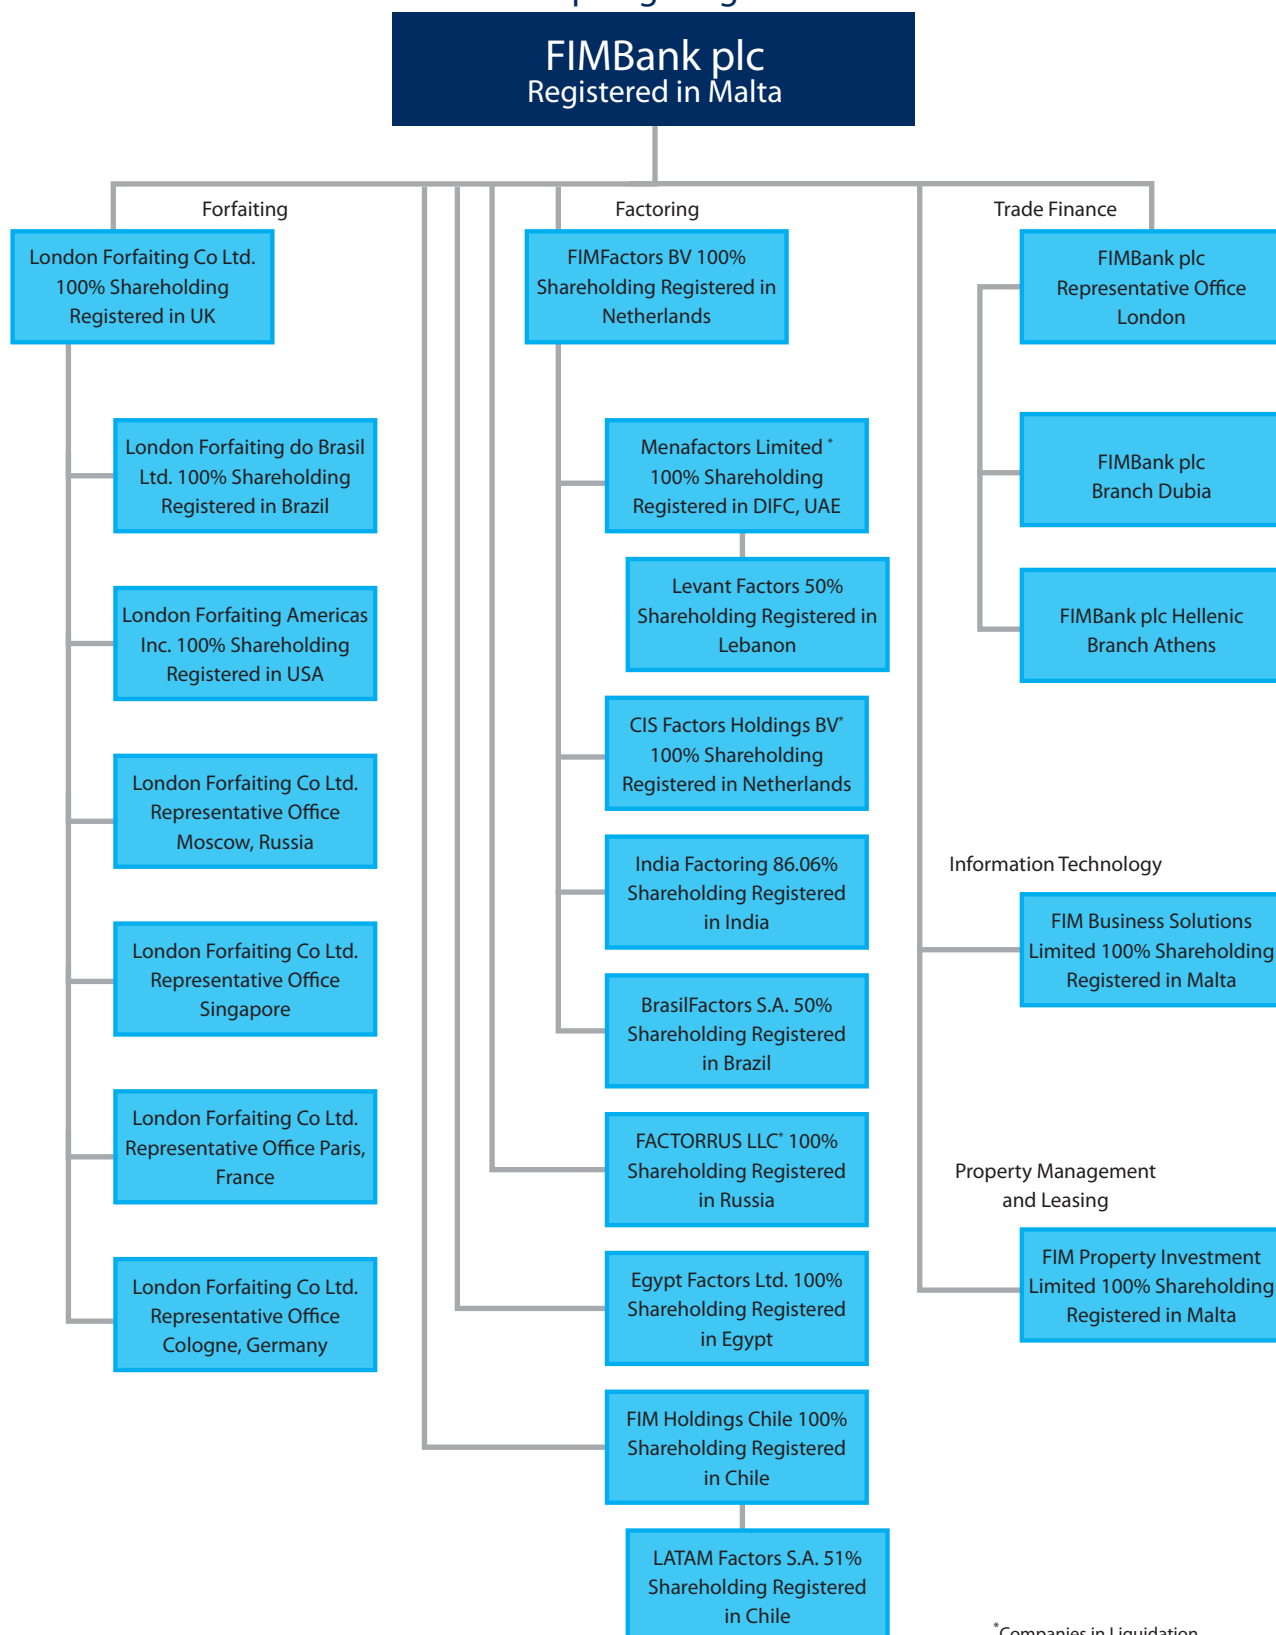 FIMBank plc
Registered in Malta
Forfaiting
London Forfaiting Co Ltd.
100% Shareholding
Registered in UK
London Forfaiting do Brasil
Ltd. 100% Shareholding
Registered in Brazil
London Forfaiting Americas
Inc. 100% Shareholding
Registered in USA
London Forfaiting Co Ltd.
Representative Office
Moscow, Russia
London Forfaiting Co Ltd.
Representative Office
Singapore
London Forfaiting Co Ltd.
Representative Office Paris,
France
London Forfaiting Co Ltd.
Representative Office
Cologne, Germany
Factoring
FIMFactors BV 100%
Shareholding Registered in
Netherlands
Menafactors Limited *
100% Shareholding
Registered in DIFC, UAE
Levant Factors 50%
Shareholding Registered in
Lebanon
CIS Factors Holdings BV*
100% Shareholding
Registered in Netherlands
India Factoring 86.06%
Shareholding Registered
in India
BrasilFactors S.A. 50%
Shareholding Registered
in Brazil
FACTORRUS LLC* 100%
Shareholding Registered
in Russia
Egypt Factors Ltd. 100%
Shareholding Registered
in Egypt
FIM Holdings Chile 100%
Shareholding Registered
in Chile
LATAM Factors S.A. 51%
Shareholding Registered
in Chile
Trade Finance
FIMBank plc
Representative Office
London
FIMBank plc
Branch Dubia
FIMBank plc Hellenic
Branch Athens
Information Technology
FIM Business Solutions
Limited 100% Shareholding
Registered in Malta
Property Management
and Leasing
FIM Property Investment
Limited 100% Shareholding
Registered in Malta
*Companies in Liquidation